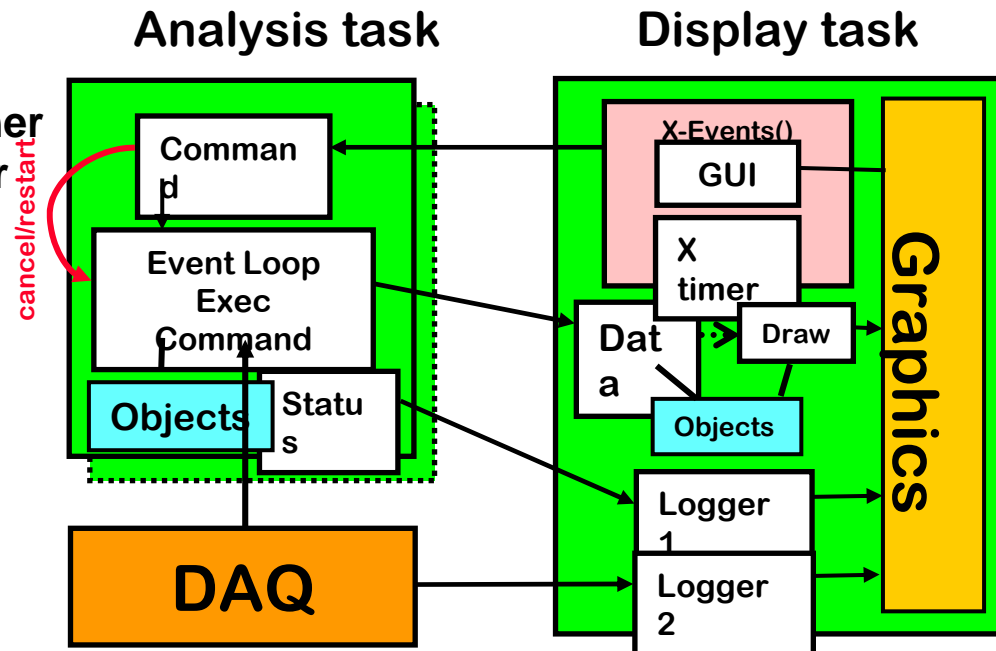 Analysis task
Display task
ner
r
cancel/restart
Comman
d
Event Loop
Exec
Command
Objects
Statu
s
DAQ
X-Events()
GUI
X
timer
Dat
a
Draw
Objects
Logger
1
Logger
2
Graphics